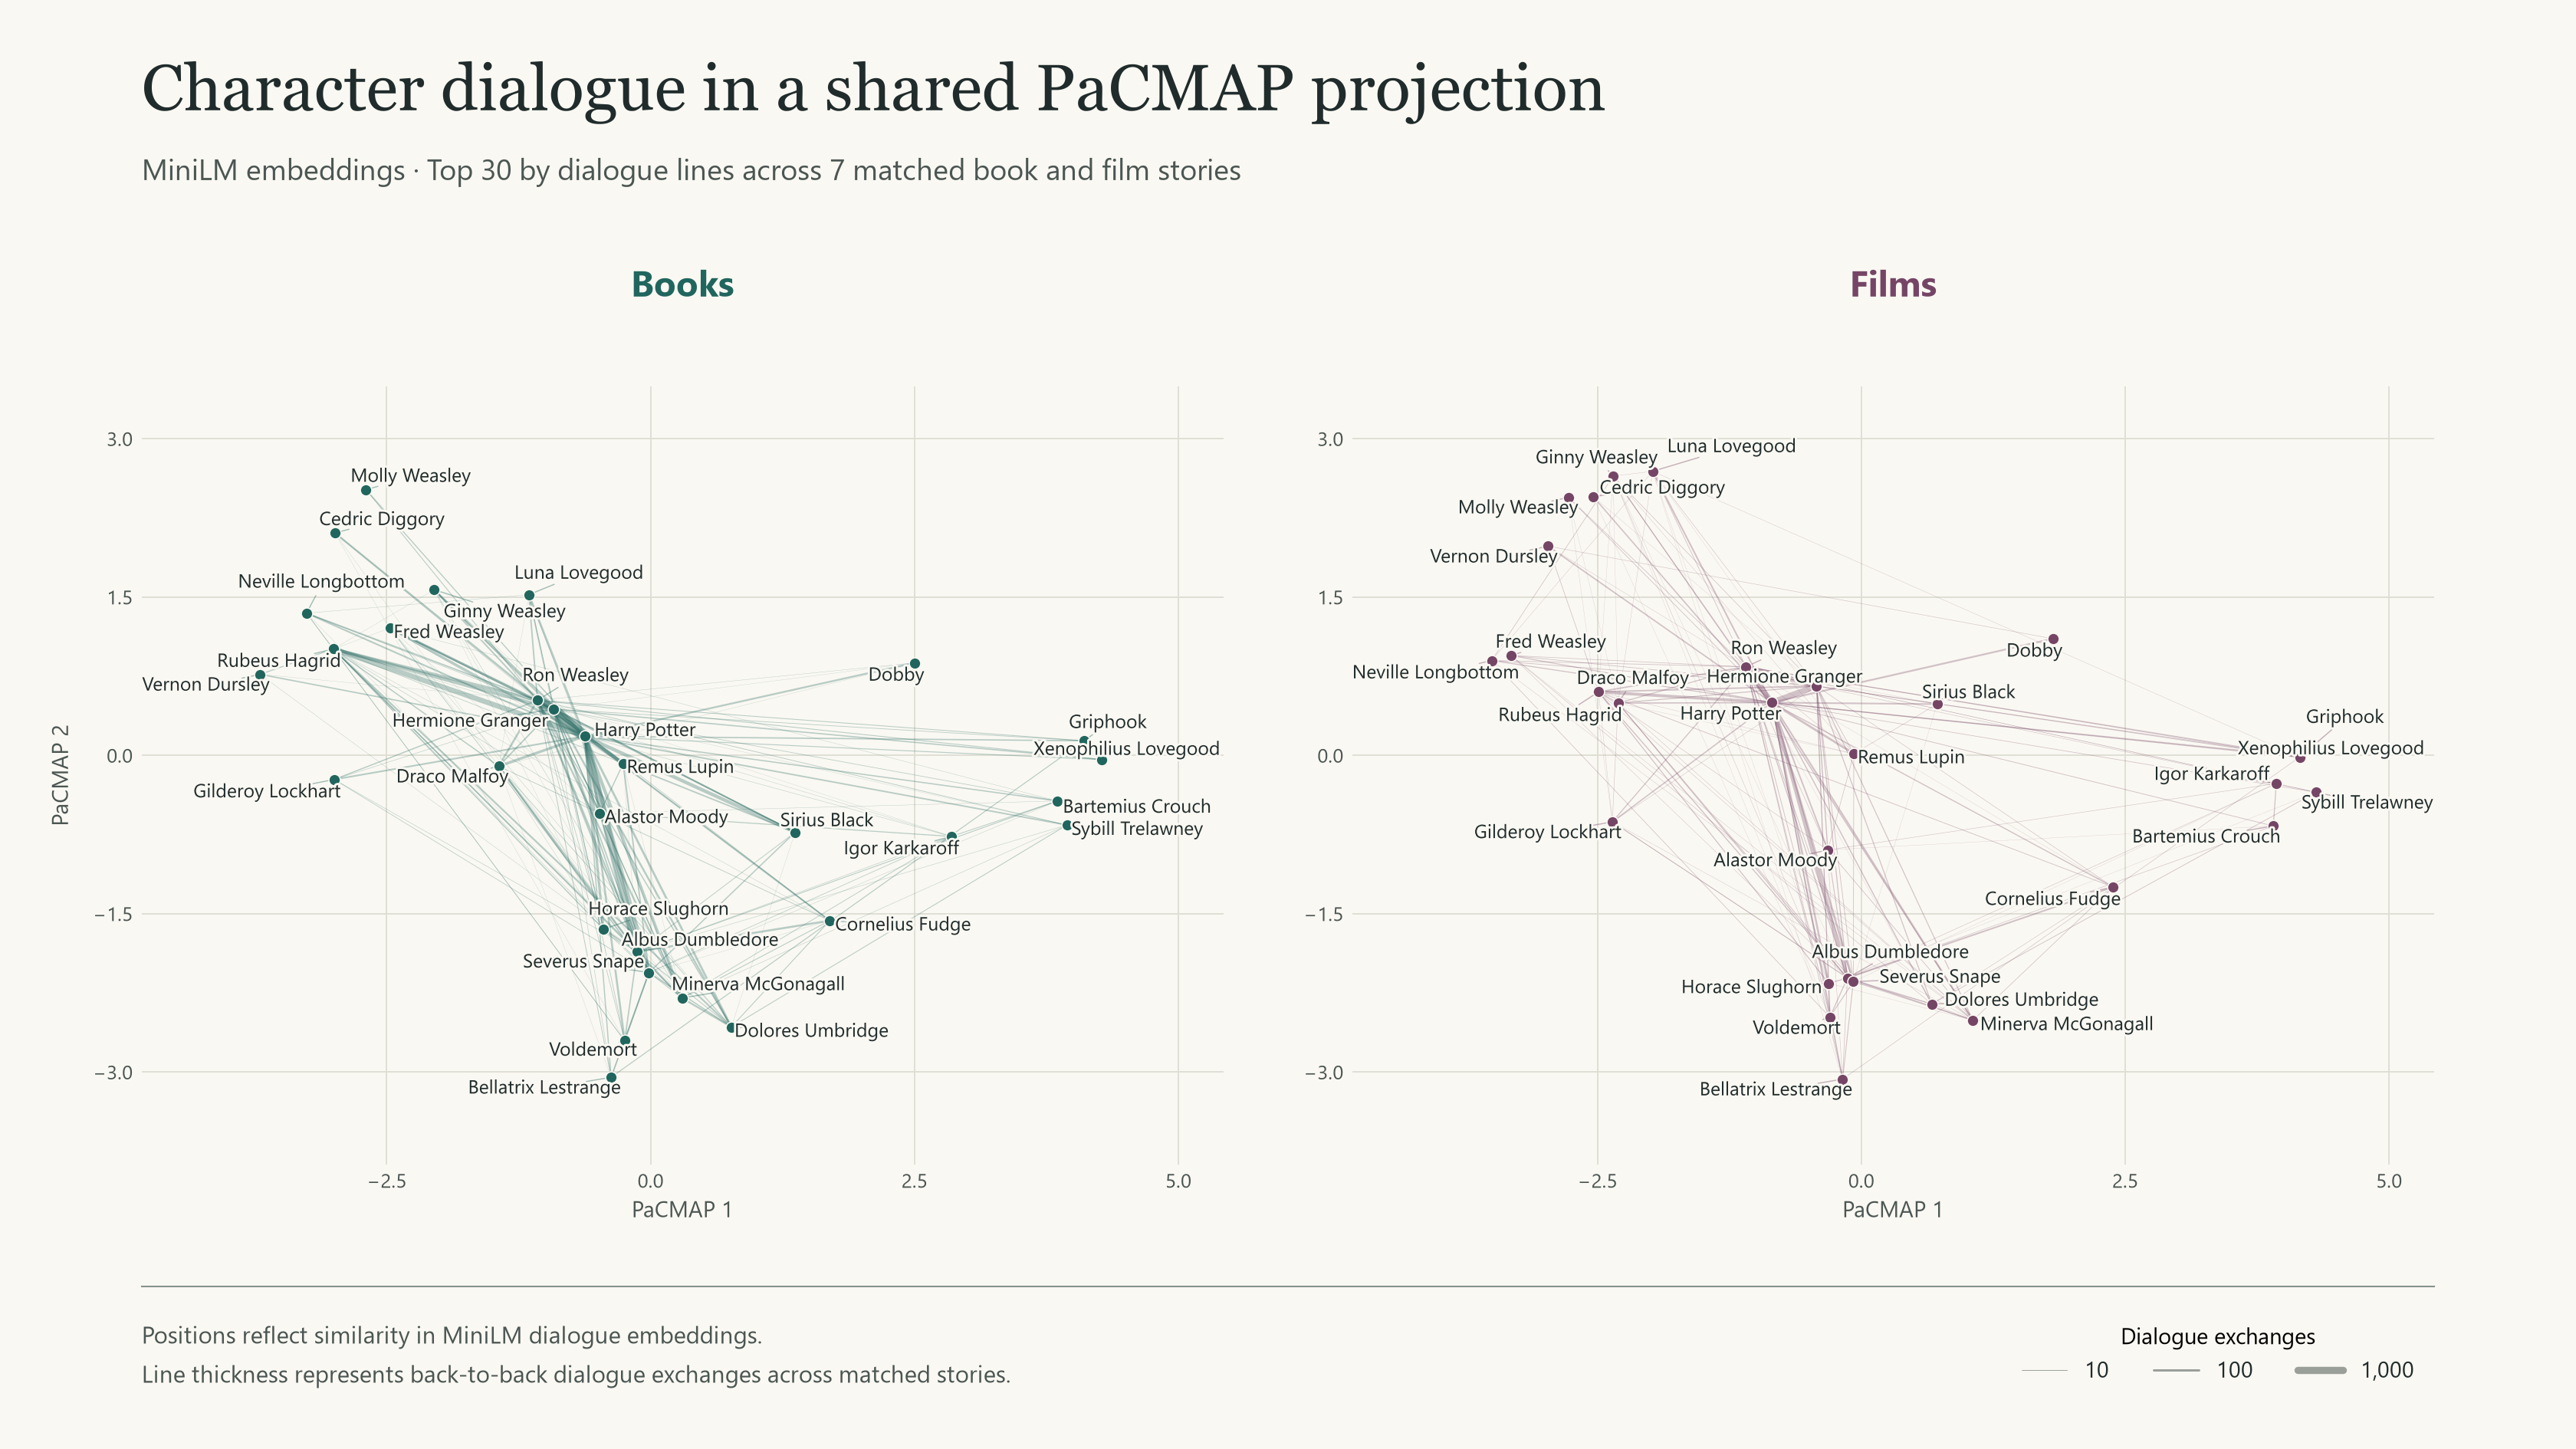 Character dialogue in a shared PaCMAP projection
MiniLM embeddings · Top 30 by dialogue lines across 7 matched book and film stories
Books
PaCMAP 2
3.0
1.5
0.0
−1.5
−3.0
Molly Weasley
Cedric Diggory
Luna Lovegood
Neville Longbottom
Ginny Weasley
Fred Weasley
Rubeus Hagrid
Ron Weasley
Dobby
Vernon Dursley
Hermione Granger
Griphook
Harry Potter
Xenophilius Lovegood
Remus Lupin
Draco Malfoy
Gilderoy Lockhart
Bartemius Crouch
Alastor Moody
Sirius Black
Sybill Trelawney
Igor Karkaroff
Horace Slughorn
Cornelius Fudge
Albus Dumbledore
Severus Snape
Minerva McGonagall
Dolores Umbridge
Voldemort
Bellatrix Lestrange
−2.5
0.0
2.5
5.0
PaCMAP 1
Films
3.0
1.5
0.0
−1.5
−3.0
Luna Lovegood
Ginny Weasley
Cedric Diggory
Molly Weasley
Vernon Dursley
Fred Weasley
Ron Weasley
Dobby
Neville Longbottom
Draco Malfoy
Hermione Granger
Sirius Black
Rubeus Hagrid
Harry Potter
Griphook
Xenophilius Lovegood
Remus Lupin
Igor Karkaroff
Sybill Trelawney
Gilderoy Lockhart
Bartemius Crouch
Alastor Moody
Cornelius Fudge
Albus Dumbledore
Severus Snape
Horace Slughorn
Dolores Umbridge
Minerva McGonagall
Voldemort
Bellatrix Lestrange
−2.5
0.0
2.5
5.0
PaCMAP 1
Positions reflect similarity in MiniLM dialogue embeddings.
Line thickness represents back-to-back dialogue exchanges across matched stories.
Dialogue exchanges
10
100
1,000